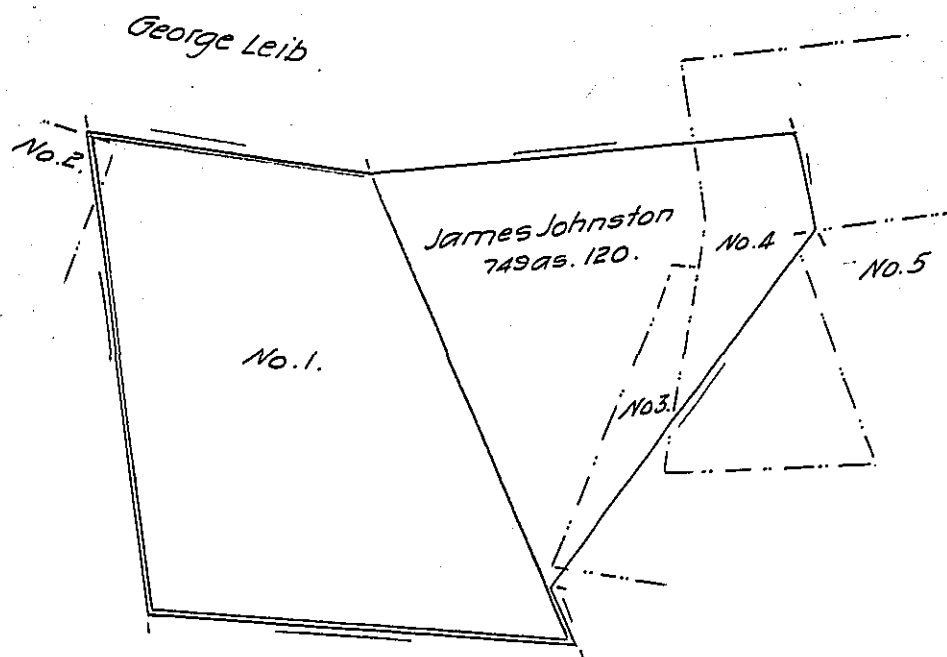 George Leib.
No. 2.
James Johnston
749as. 120.
No. 4
No. 5
No. 1.
No3.